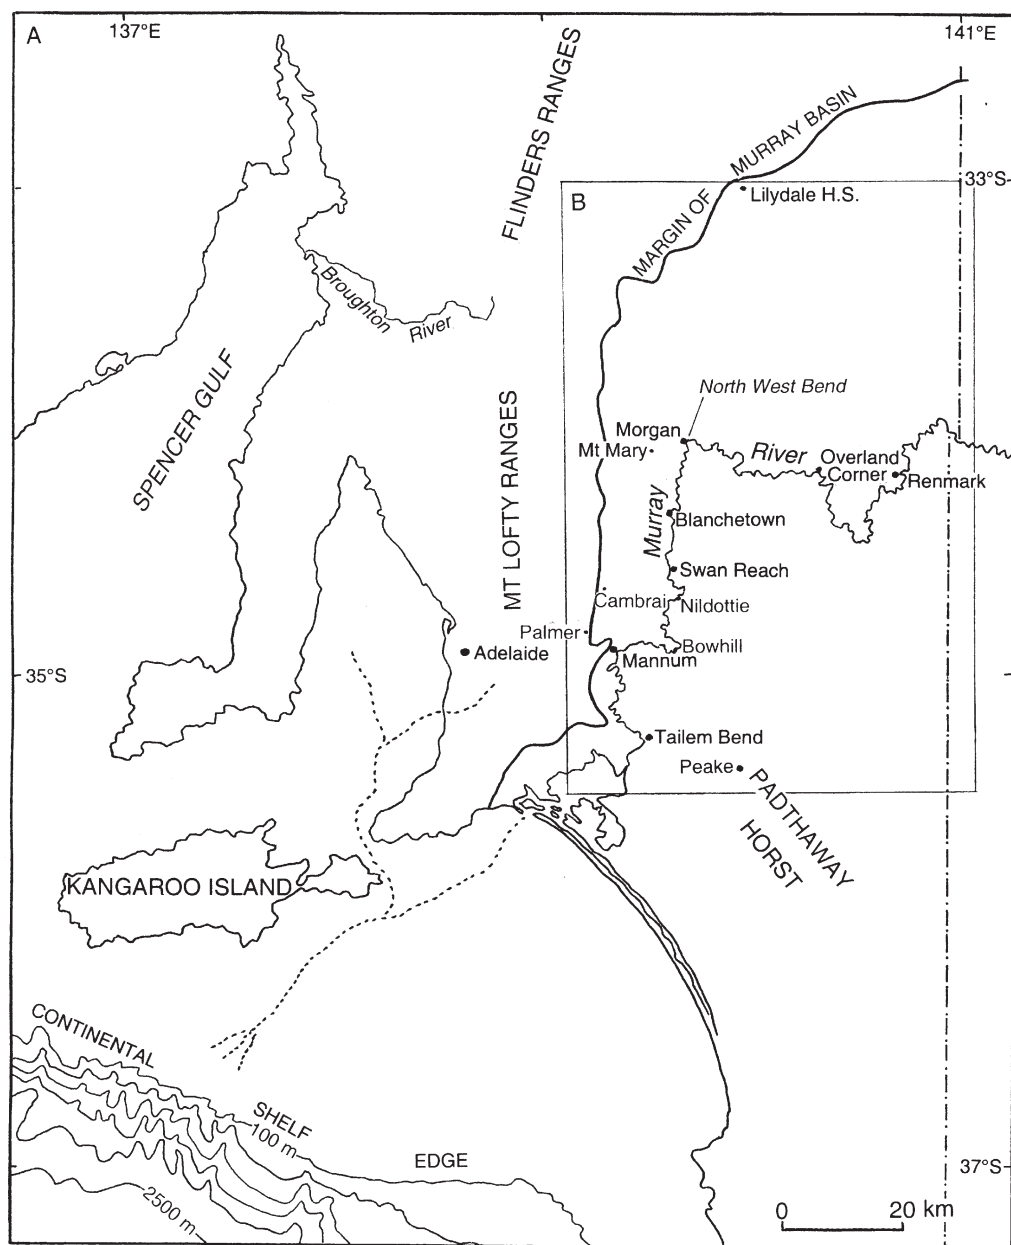 A
137°E
141°E
FLINDERS RANGES
MARGIN OF MURRAY BASIN
33°S
B
Lilydale H.S.
Broughton
River
SPENCER GULF
North West Bend
MT LOFTY RANGES
Morgan
Mt Mary
River
Overland
Corner
Renmark
Murray
Blanchetown
Swan Reach
Cambrai
Nildottie
Palmer
Bowhill
Adelaide
Mannum
35°S
Tailem Bend
Peake
PADTHAWAY
HORST
KANGAROO ISLAND
CONTINENTAL
SHELF
EDGE
100 m
2500 m
37°S
0 20 km